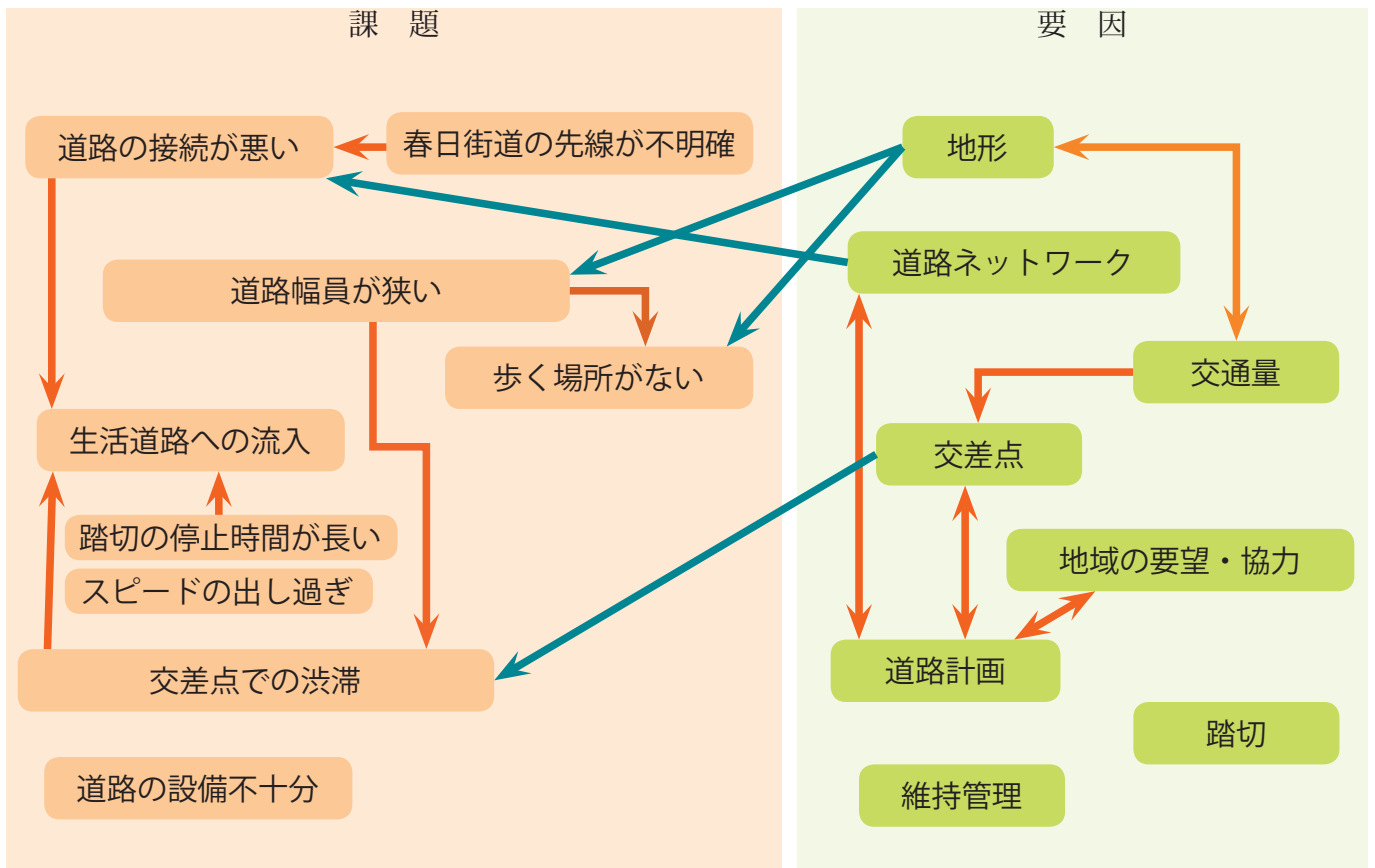 課 題
道路の接続が悪い
春日街道の先線が不明確
道路幅員が狭い
歩く場所がない
生活道路への流入
踏切の停止時間が長い
スピードの出し過ぎ
交差点での渋滞
道路の設備不十分
要 因
地形
道路ネットワーク
交通量
交差点
地域の要望・協力
道路計画
踏切
維持管理